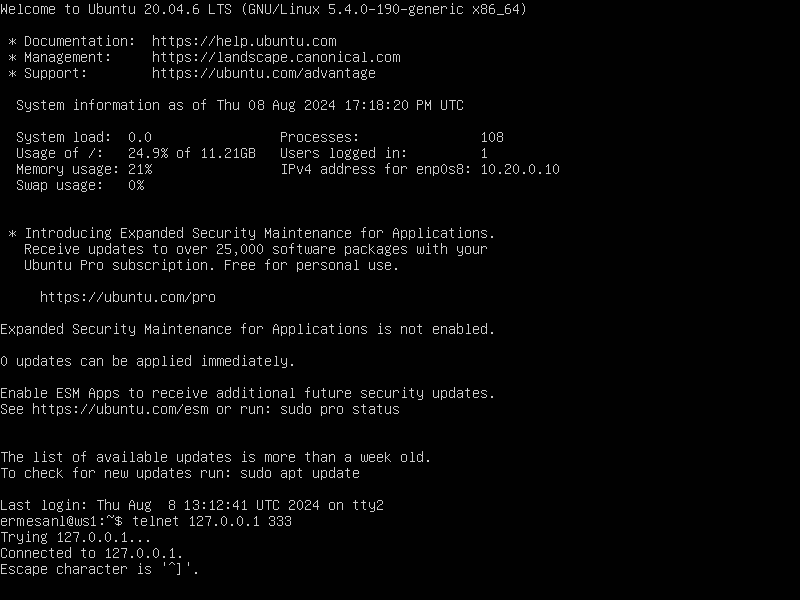 Welcome to Ubuntu 20.04.6 LTS (GNU/Linux 5.4.0-190-generic x86_64)
* Documentation:  https://help.ubuntu.com
* Management:     https://landscape.canonical.com
* Support:        https://ubuntu.com/advantage
System information as of Thu 08 Aug 2024 17:18:20 PM UTC
System load:  0.0                Processes:               108
Usage of /:   24.9% of 11.21GB   Users logged in:         1
Memory usage: 21%                IPv4 address for enp0s8: 10.20.0.10
Swap usage:   0%
* Introducing Expanded Security Maintenance for Applications.
Receive updates to over 25,000 software packages with your
Ubuntu Pro subscription. Free for personal use.
https://ubuntu.com/pro
Expanded Security Maintenance for Applications is not enabled.
0 updates can be applied immediately.
Enable ESM Apps to receive additional future security updates.
See https://ubuntu.com/esm or run: sudo pro status
The list of available updates is more than a week old.
To check for new updates run: sudo apt update
Last login: Thu Aug  8 13:12:41 UTC 2024 on tty2
ermesanl@ws1:~$ telnet 127.0.0.1 333
Trying 127.0.0.1...
Connected to 127.0.0.1.
Escape character is '^]'.